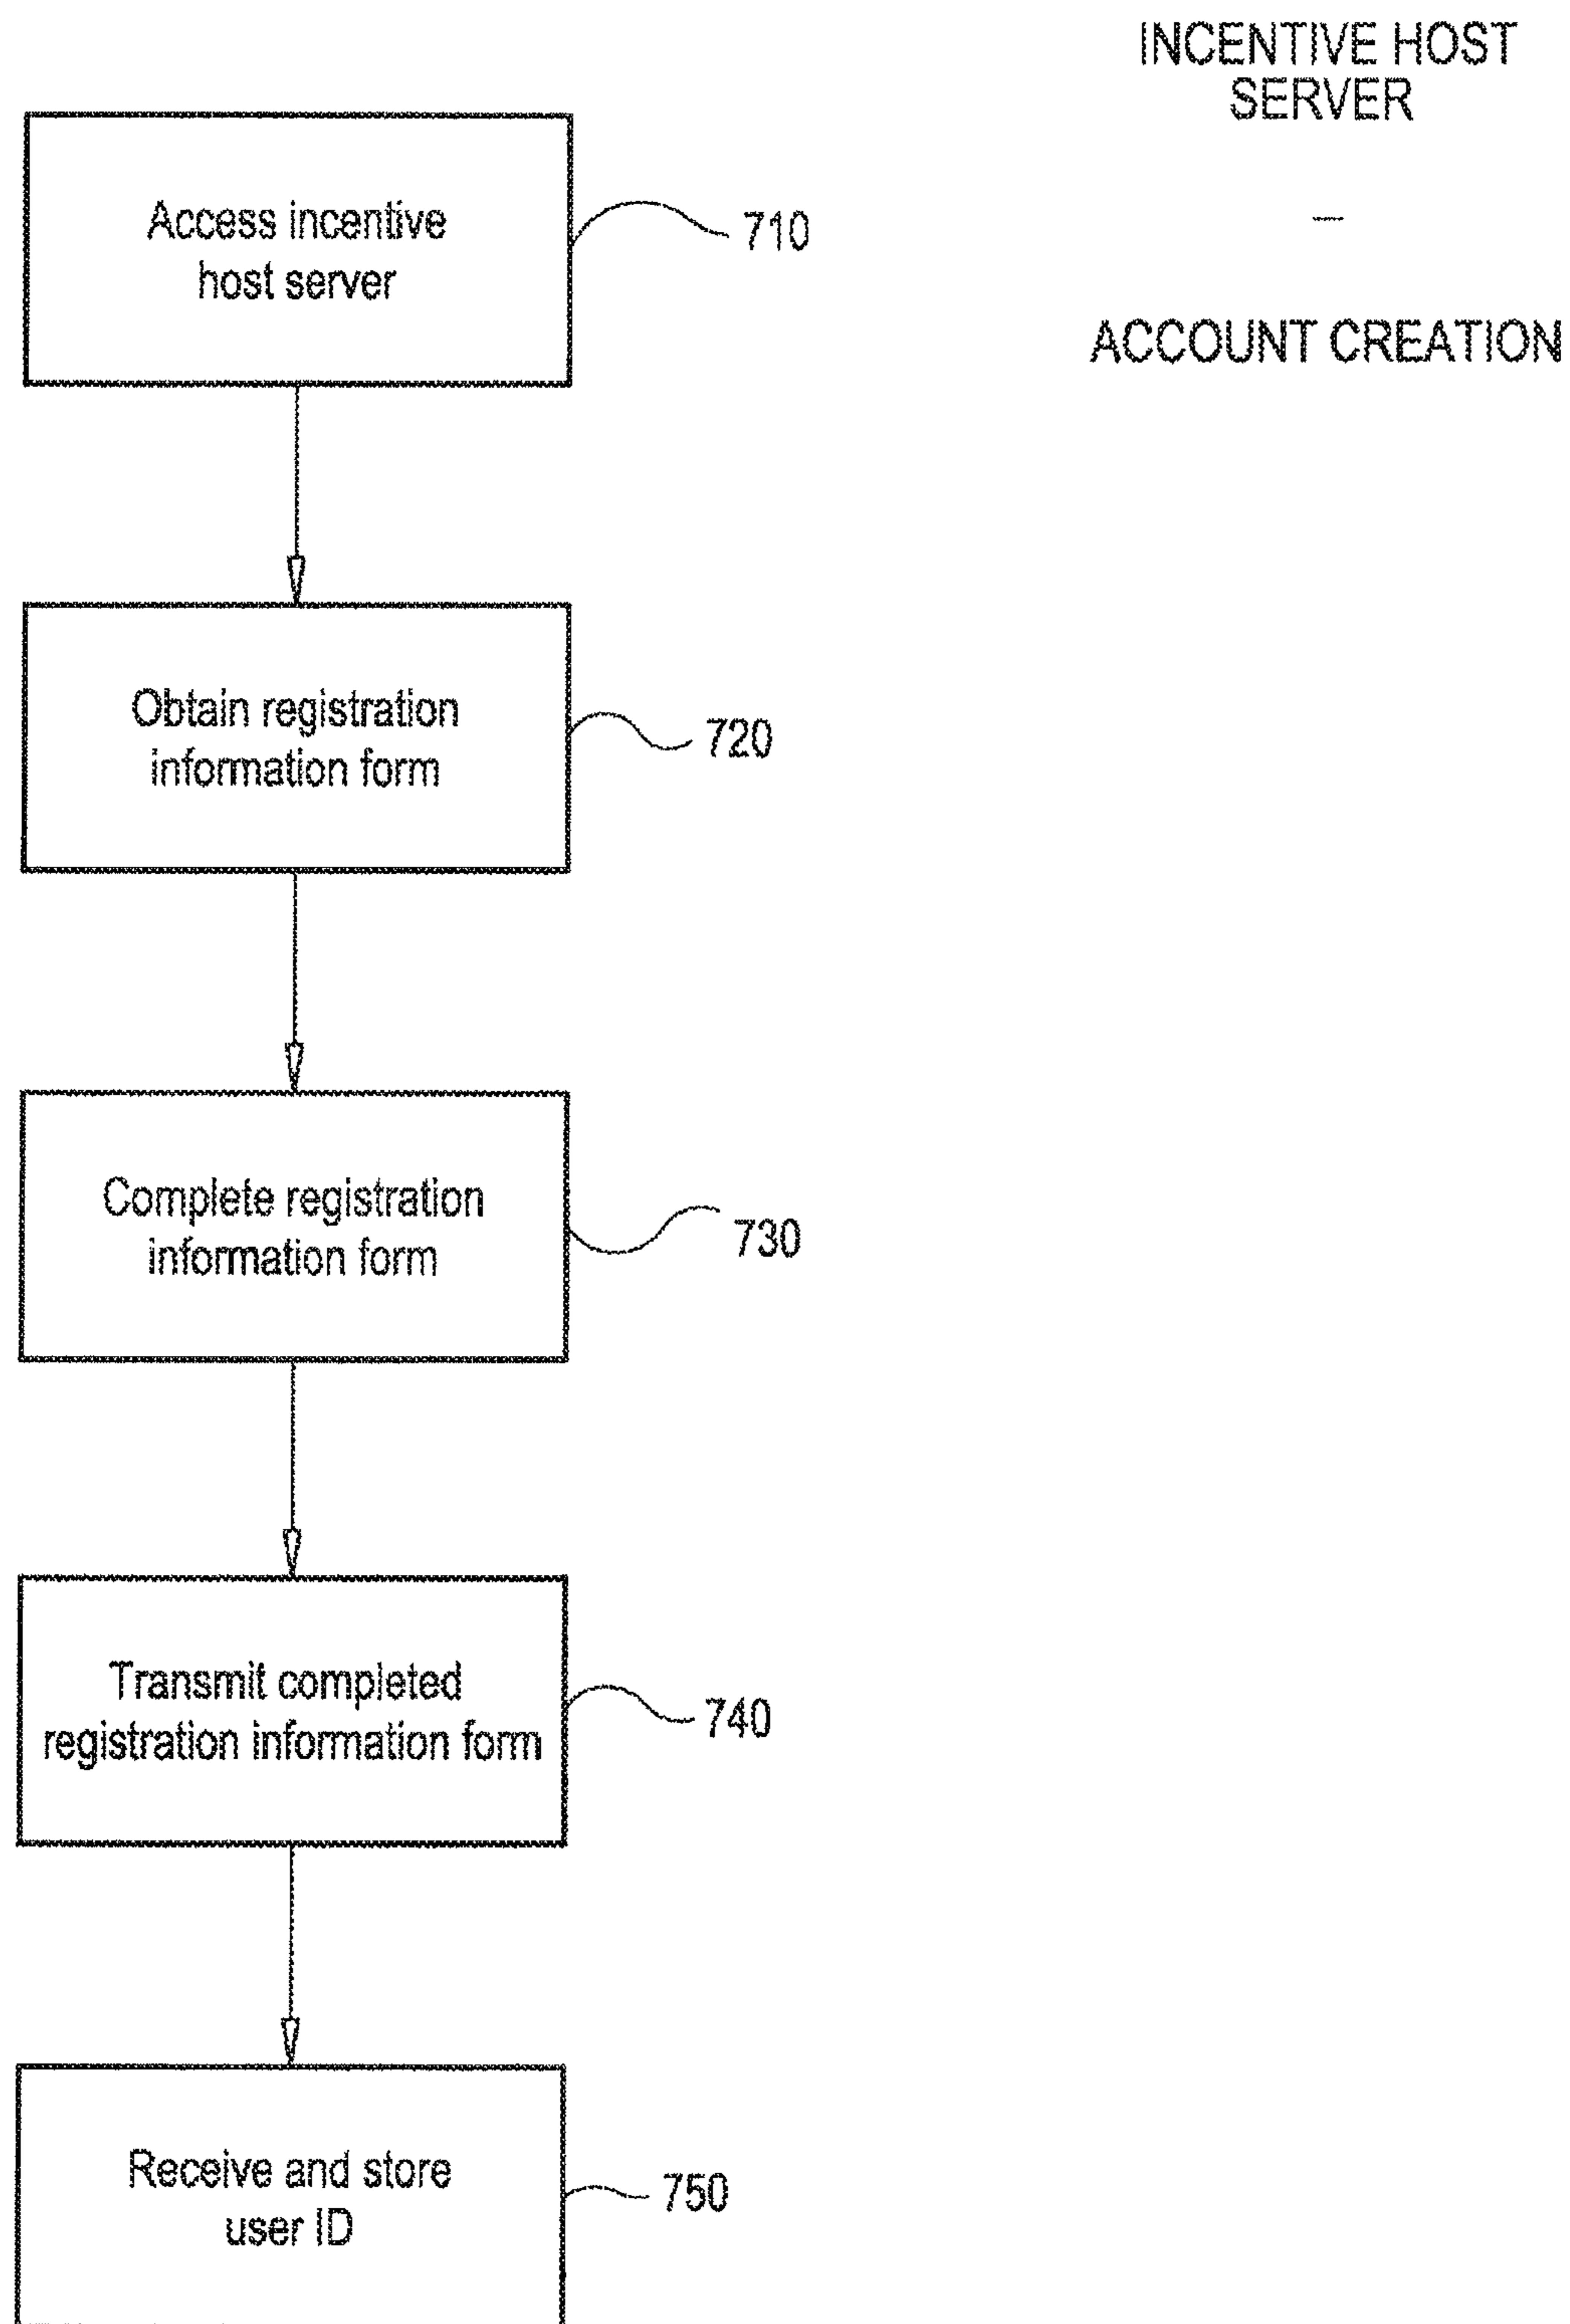 INCENTIVE HOST
SERVER
—
ACCOUNT CREATION
Access incentive
host server
710
Obtain registration
information form
720
Complete registration
information form
730
Transmit completed
registration information form
740
Receive and store
user ID
750